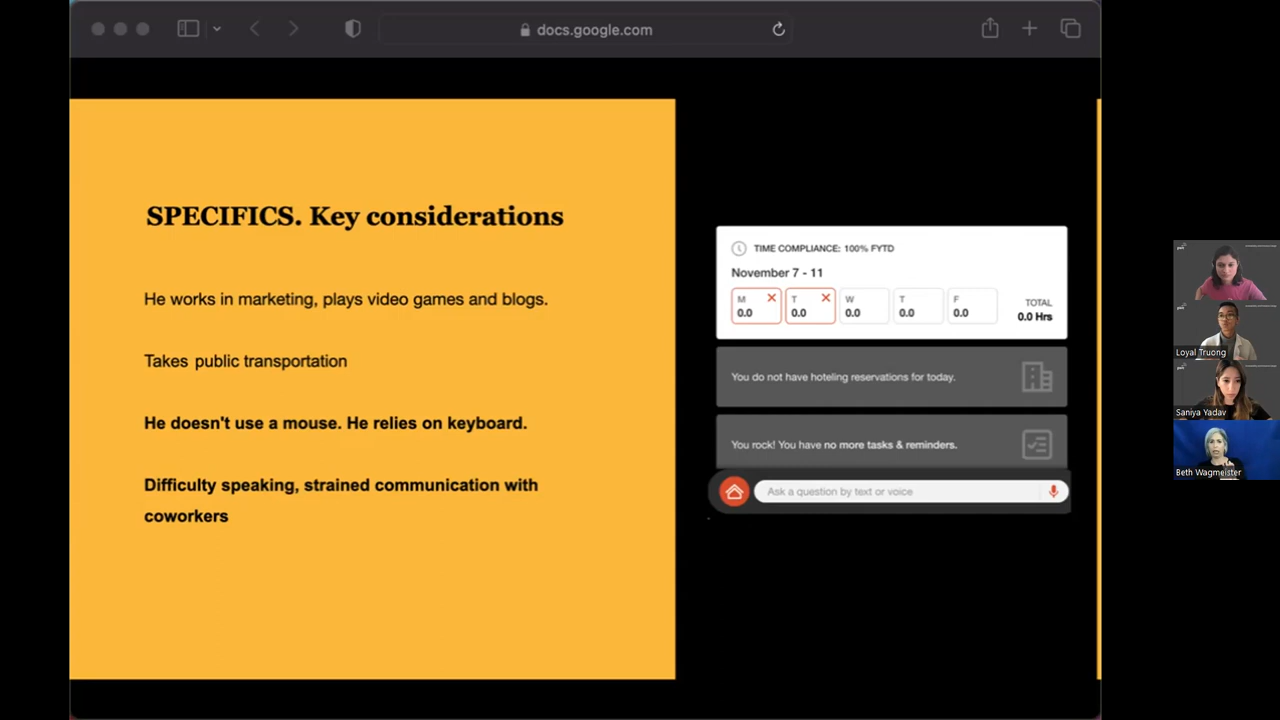 docs.google.com
SPECIFICS. Key considerations
He works in marketing, plays video games and blogs.
Takes public transportation
He doesn't use a mouse. He relies on keyboard.
Difficulty speaking, strained communication with
coworkers
TIME COMPLIANCE: 100% FYTD
November 7 - 11
M T W T F TOTAL
0.0 0.0 0.0 0.0 0.0 0.0 Hrs
You do not have hoteling reservations for today.
You rock! You have no more tasks & reminders.
Ask a question by text or voice
Loyal Truong
Saniya Yadav
Beth Wagmeister